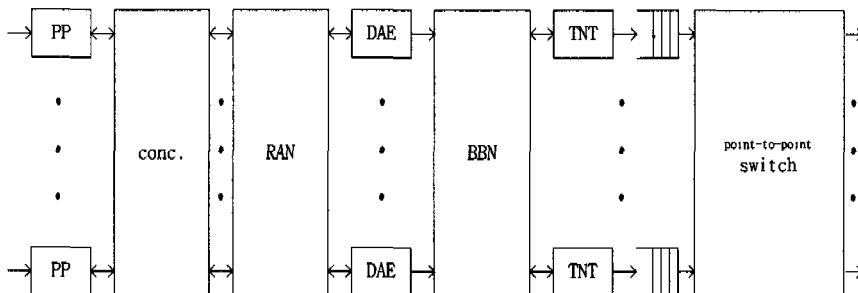 PP DAE TNT
conc. RAN BBN point-to-point
switch
PP DAE TNT